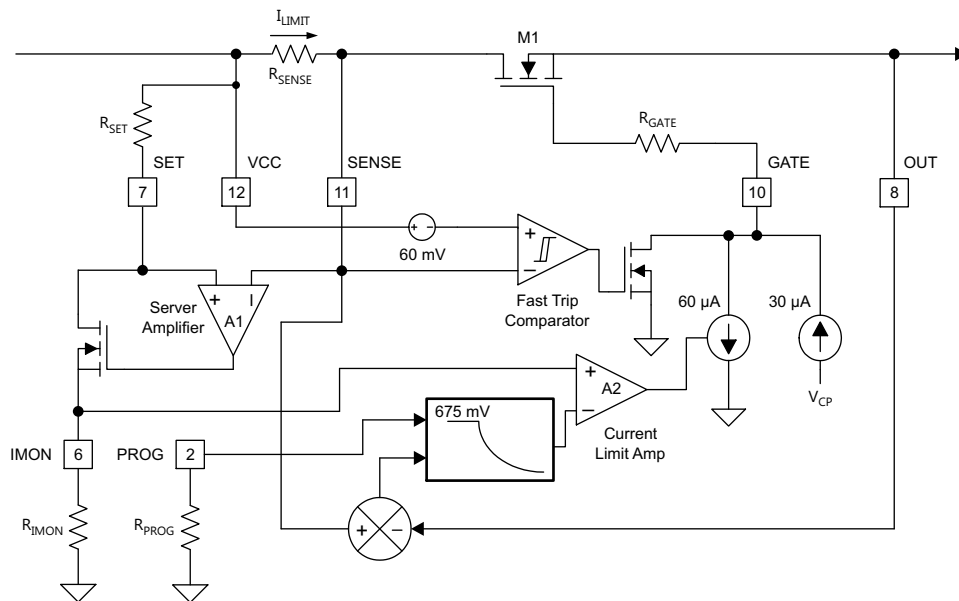 I_LIMIT
M1
R_SENSE
R_SET
R_GATE
SET
VCC
SENSE
GATE
OUT
7
12
11
10
8
+ -
60 mV
+
−
Fast Trip
Comparator
60 µA
30 µA
Server
Amplifier
+
−
A1
V_CP
+
−
A2
Current
Limit Amp
675 mV
IMON
6
PROG
2
R_IMON
R_PROG
+
−